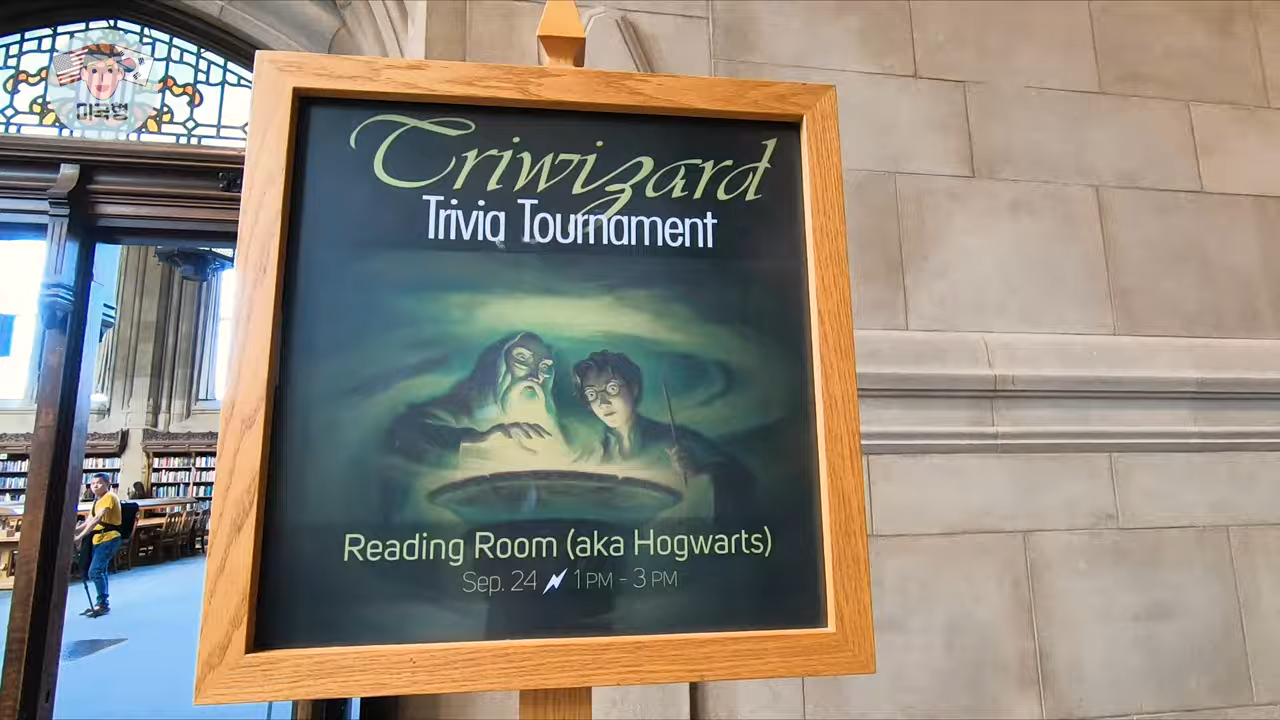 미국형
Triwizard
Trivia Tournament
Reading Room (aka Hogwarts)
Sep. 24 1 PM - 3 PM